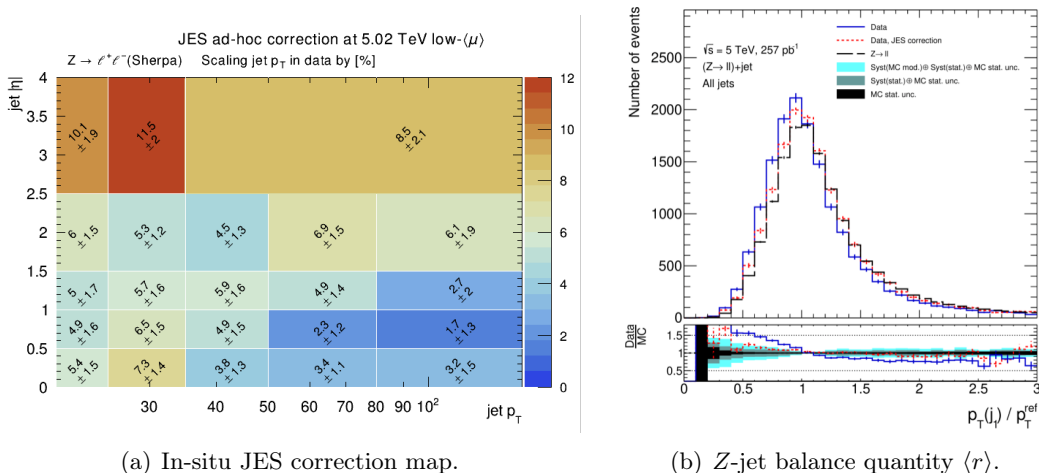 JES ad-hoc correction at 5.02 TeV low-⟨μ⟩
Z → ℓ⁺ℓ⁻(Sherpa) Scaling jet p_T in data by [%]
jet |η|
4
3.5
3
2.5
2
1.5
1
0.5
0
10.1 ± 1.9
11.5 ± 2
8.5 ± 2.1
6 ± 1.5
5.3 ± 1.2
4.5 ± 1.3
6.9 ± 1.5
6.1 ± 1.9
5 ± 1.7
5.7 ± 1.6
5.9 ± 1.6
4.9 ± 1.4
2.7 ± 2
4.9 ± 1.6
6.5 ± 1.5
4.9 ± 1.5
2.3 ± 1.2
1.7 ± 1.3
5.4 ± 1.5
7.3 ± 1.4
3.8 ± 1.3
3.4 ± 1.1
3.2 ± 1.5
30 40 50 60 70 80 90 10² jet p_T
12
10
8
6
4
2
0
(a) In-situ JES correction map.
Number of events
2500
2000
1500
1000
500
0
√s = 5 TeV, 257 pb⁻¹
(Z→ ll)+jet
All jets
Data
Data, JES correction
Z→ ll
Syst(MC mod.)⊕ Syst(stat.)⊕ MC stat. unc.
Syst(stat.)⊕ MC stat. unc.
MC stat. unc.
Data
MC
1.5
1
0.5
0 0.5 1 1.5 2 2.5 3
p_T(j_1) / p_T^ref
(b) Z-jet balance quantity ⟨r⟩.